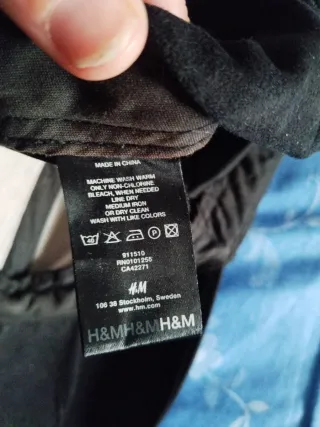 MADE IN CHINA
MACHINE WASH WARM
ONLY NON-CHLORINE
BLEACH, WHEN NEEDED
LINE DRY
MEDIUM IRON
OR DRY CLEAN
WASH WITH LIKE COLORS
911510
RN0101255
CA42271
H&M
106 38 Stockholm, Sweden
www.hm.com
H&MH&MH&M